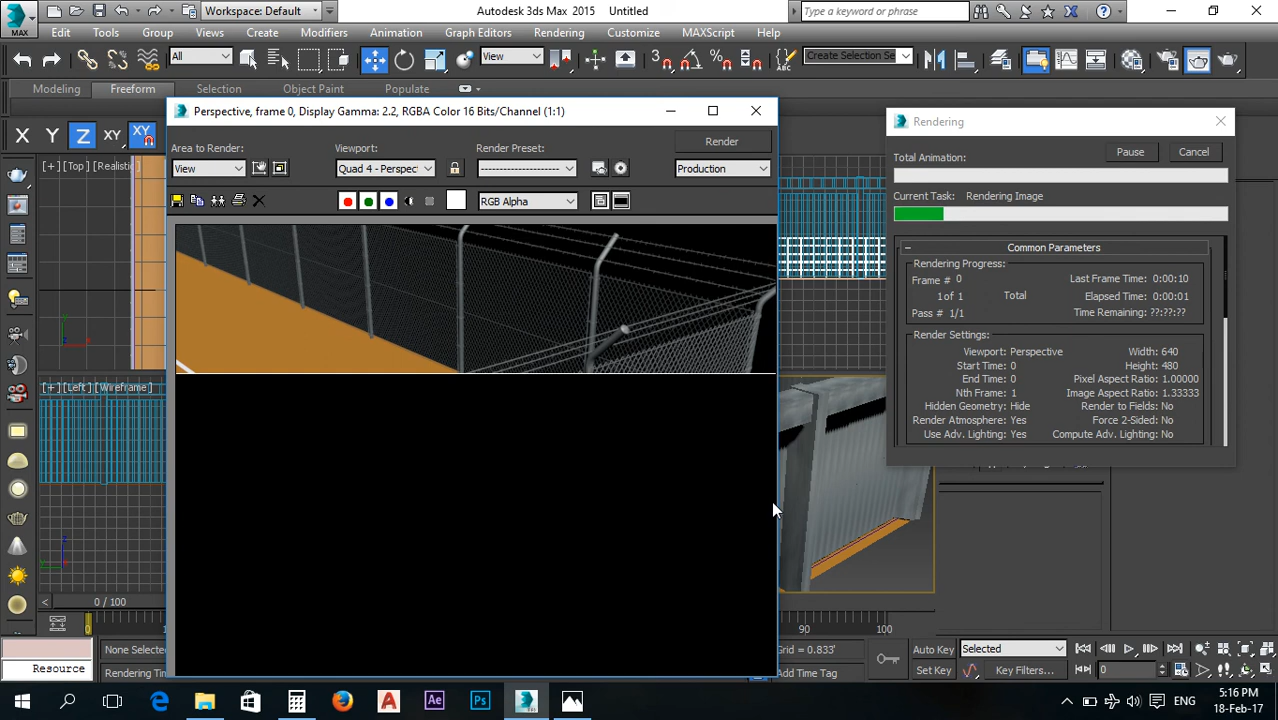 MAX
Workspace: Default
Autodesk 3ds Max 2015 Untitled
Type a keyword or phrase
Edit Tools Group Views Create Modifiers Animation Graph Editors Rendering Customize MAXScript Help
All
View
Create Selection Se
Modeling Freeform Selection Object Paint Populate
X Y Z XY XY
Perspective, frame 0, Display Gamma: 2.2, RGBA Color 16 Bits/Channel (1:1)
Area to Render:
View
Viewport:
Quad 4 - Perspect
Render Preset:
Render
Production
RGB Alpha
Rendering
Total Animation:
Pause Cancel
Current Task: Rendering Image
Common Parameters
Rendering Progress:
Frame # 0
1 of 1 Total
Pass # 1/1
Last Frame Time: 0:00:10
Elapsed Time: 0:00:01
Time Remaining: ??:??:??
Render Settings:
Viewport: Perspective
Start Time: 0
End Time: 0
Nth Frame: 1
Hidden Geometry: Hide
Render Atmosphere: Yes
Use Adv. Lighting: Yes
Width: 640
Height: 480
Pixel Aspect Ratio: 1.00000
Image Aspect Ratio: 1.33333
Render to Fields: No
Force 2-Sided: No
Compute Adv. Lighting: No
[+][Top][Realistic
[+][Left][Wireframe]
z
y
x
z
y
< 0 / 100
0 90 100
None Selected
Resource
Rendering Tim
Grid = 0.833'
Add Time Tag
Auto Key Selected
Set Key Key Filters...
0
Ae Ps
ENG
5:16 PM
18-Feb-17